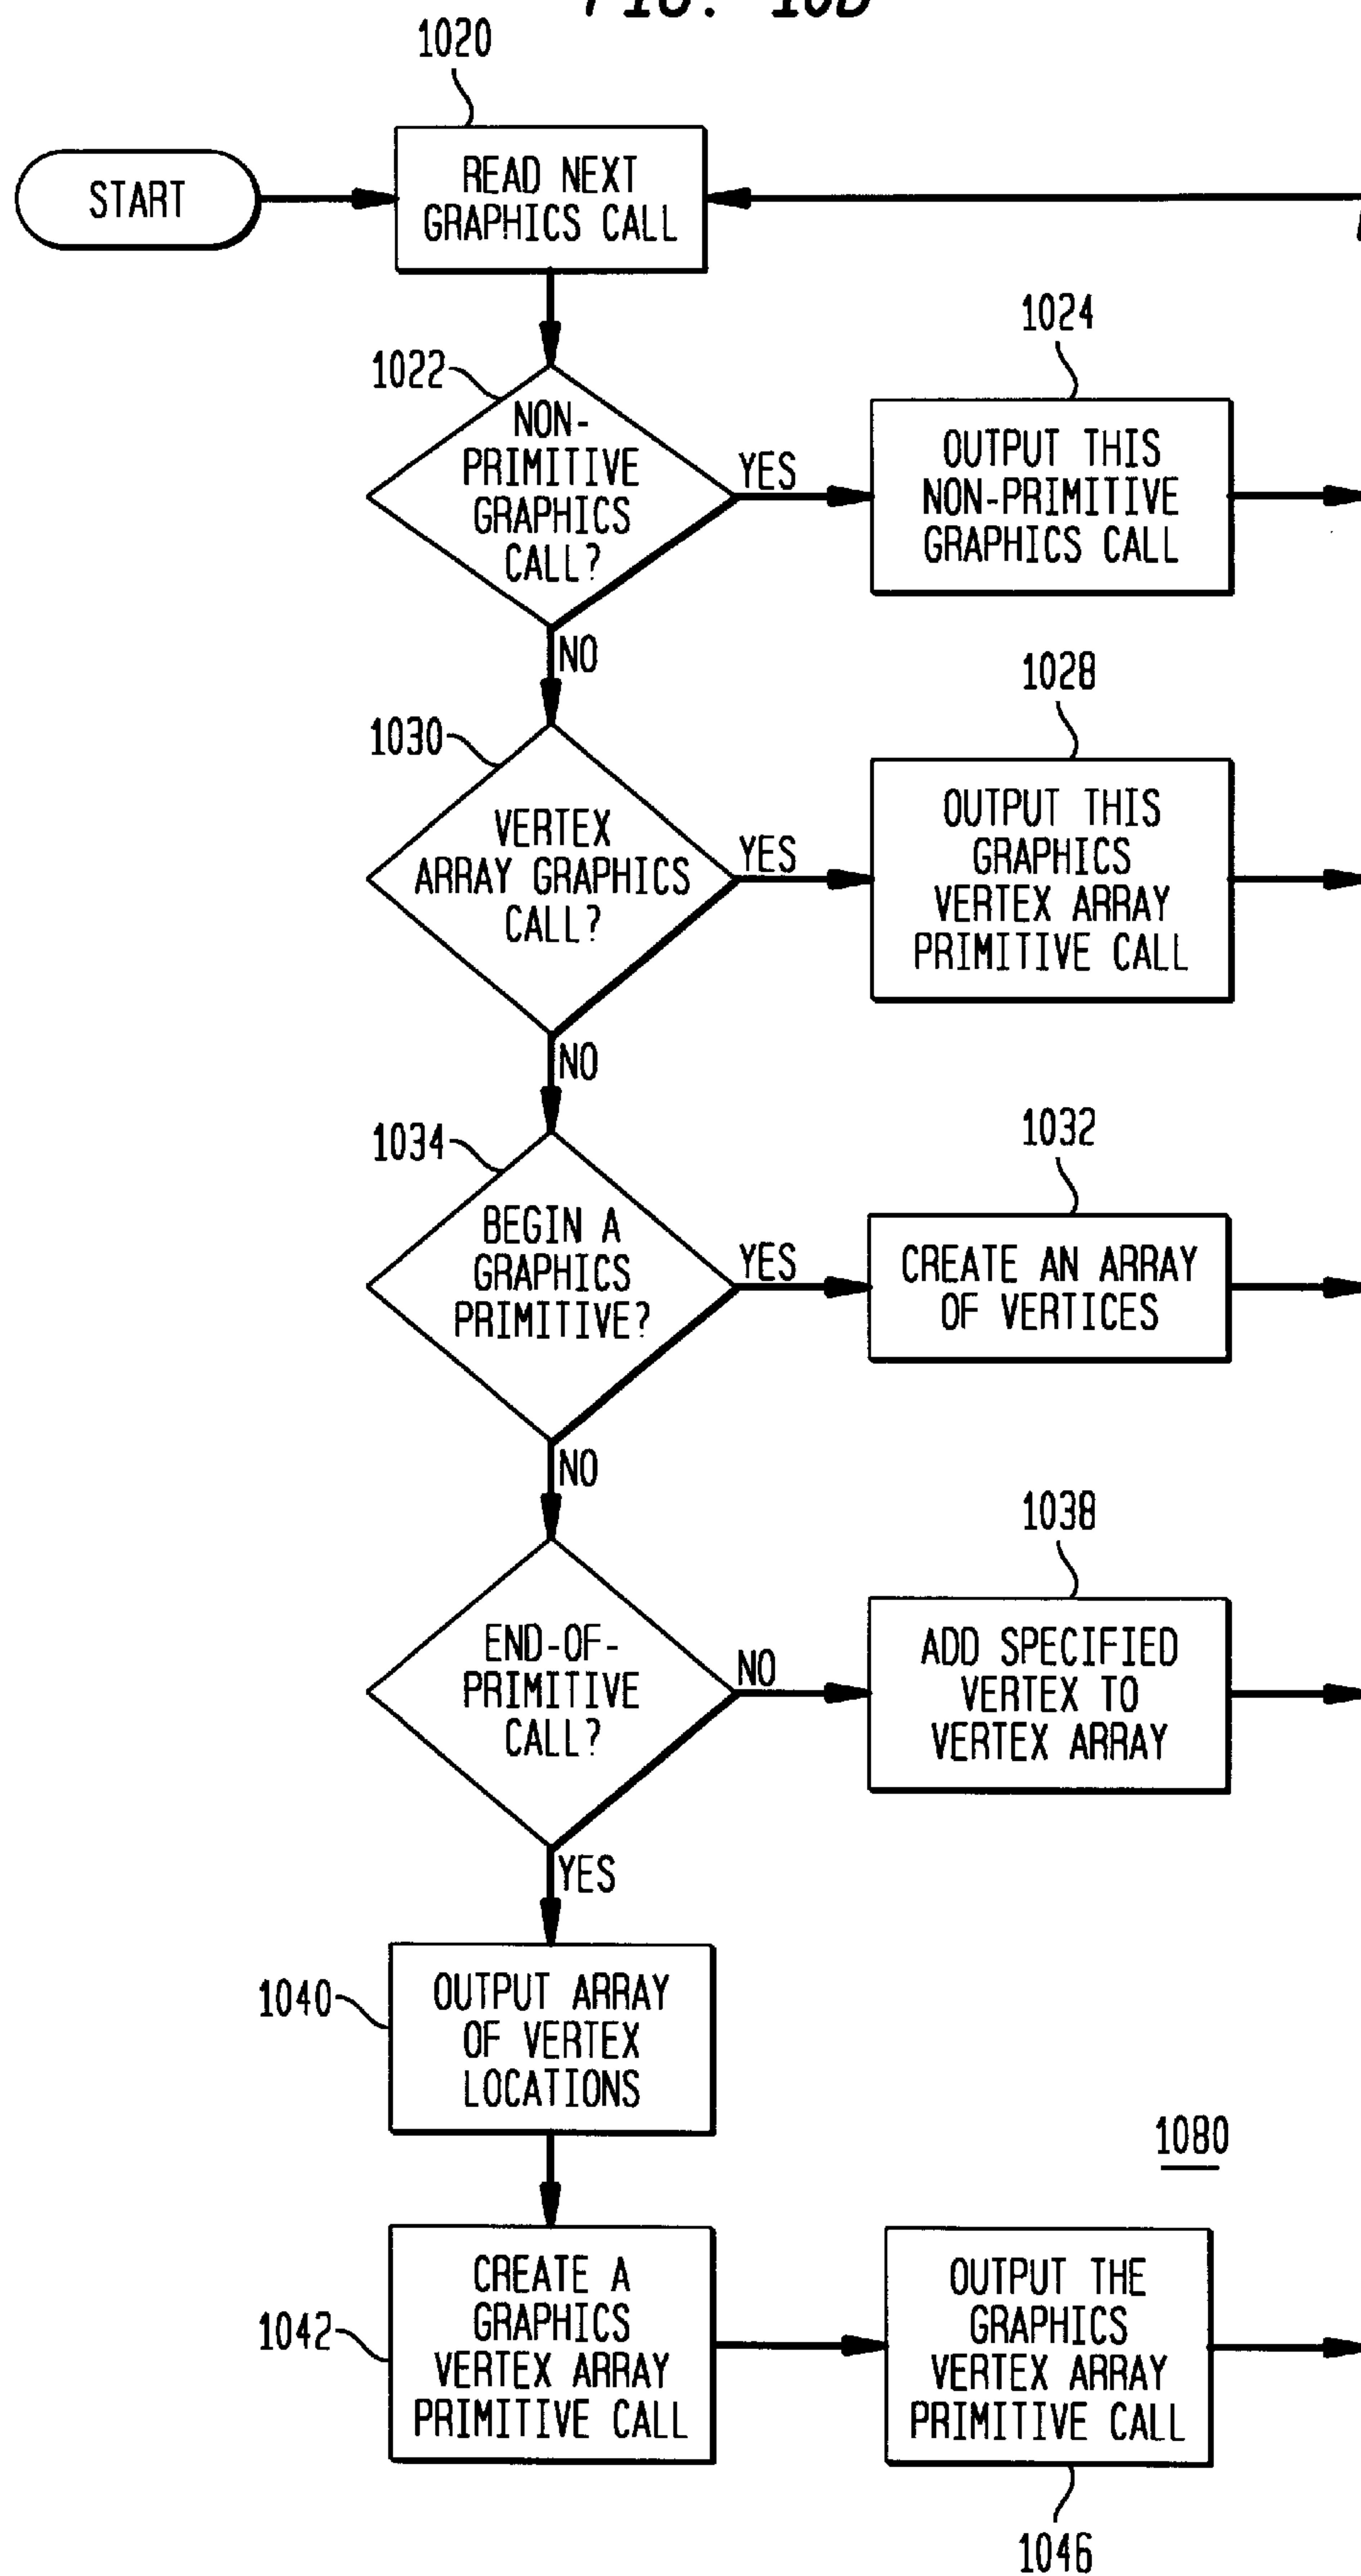 1020
START
READ NEXT
GRAPHICS CALL
1022
NON-
PRIMITIVE
GRAPHICS
CALL?
YES
1024
OUTPUT THIS
NON-PRIMITIVE
GRAPHICS CALL
NO
1030
VERTEX
ARRAY GRAPHICS
CALL?
YES
1028
OUTPUT THIS
GRAPHICS
VERTEX ARRAY
PRIMITIVE CALL
NO
1034
BEGIN A
GRAPHICS
PRIMITIVE?
YES
1032
CREATE AN ARRAY
OF VERTICES
NO
END-OF-
PRIMITIVE
CALL?
NO
1038
ADD SPECIFIED
VERTEX TO
VERTEX ARRAY
YES
1040
OUTPUT ARRAY
OF VERTEX
LOCATIONS
1080
1042
CREATE A
GRAPHICS
VERTEX ARRAY
PRIMITIVE CALL
OUTPUT THE
GRAPHICS
VERTEX ARRAY
PRIMITIVE CALL
1046